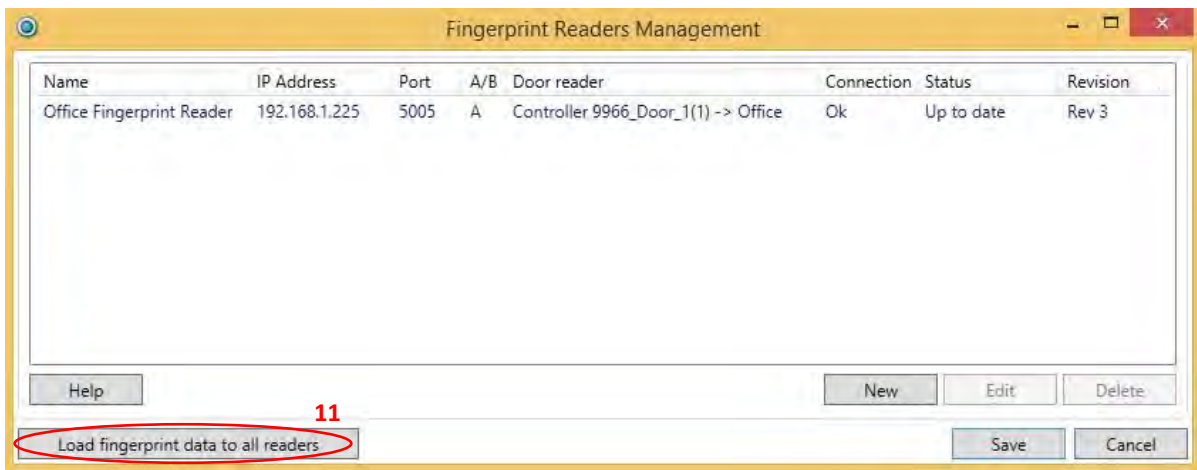 Fingerprint Readers Management
Name IP Address Port A/B Door reader Connection Status Revision
Office Fingerprint Reader 192.168.1.225 5005 A Controller 9966_Door_1(1) -> Office Ok Up to date Rev 3
Help New Edit Delete
11
Load fingerprint data to all readers Save Cancel